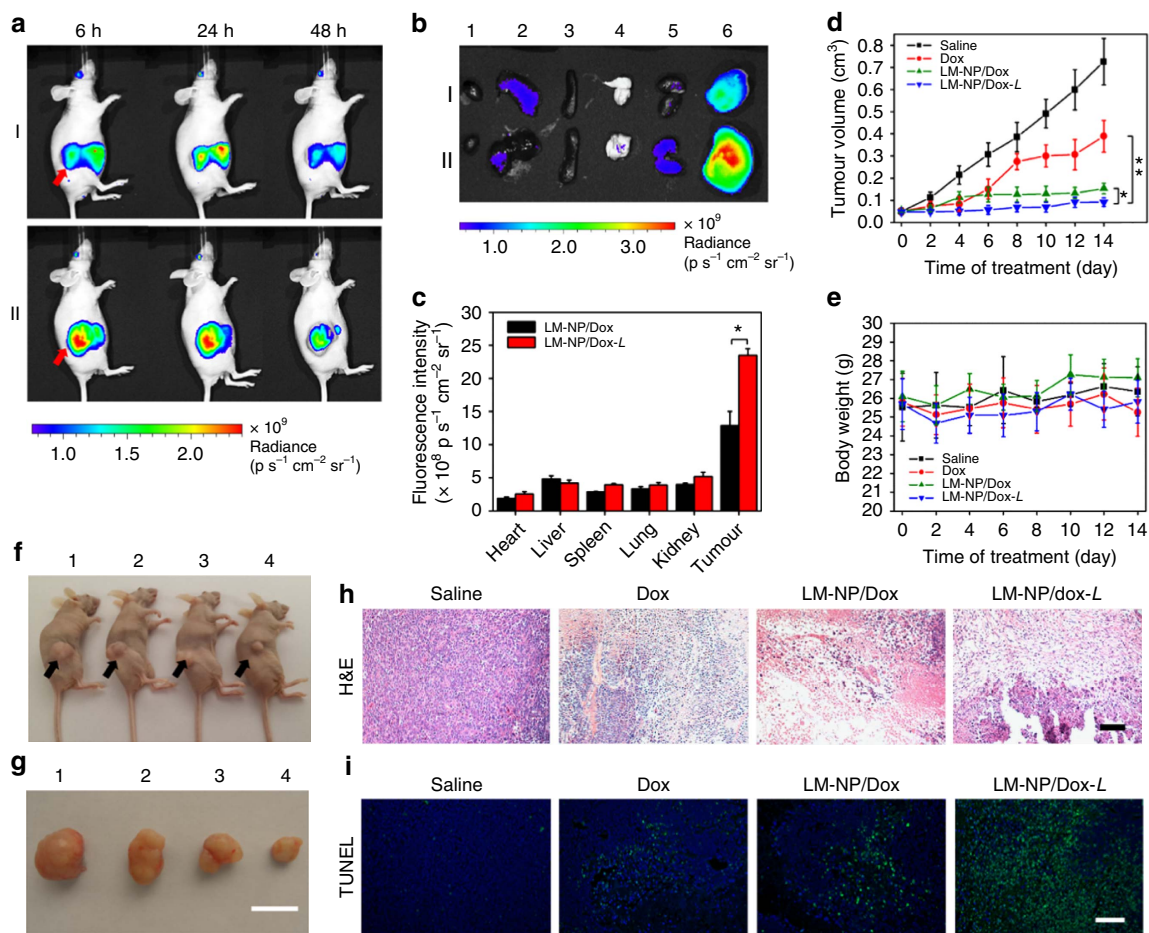 a
6 h
24 h
48 h
I
II
1.0
1.5
2.0
× 10⁹
Radiance
(p s⁻¹ cm⁻² sr⁻¹)
b
1
2
3
4
5
6
I
II
1.0
2.0
3.0
× 10⁹
Radiance
(p s⁻¹ cm⁻² sr⁻¹)
c
Fluorescence intensity
(× 10⁸ p s⁻¹ cm⁻² sr⁻¹)
30
25
20
15
10
5
0
LM-NP/Dox
LM-NP/Dox-L
*
Heart
Liver
Spleen
Lung
Kidney
Tumour
d
Tumour volume (cm³)
0.8
0.7
0.6
0.5
0.4
0.3
0.2
0.1
0.0
Saline
Dox
LM-NP/Dox
LM-NP/Dox-L
**
*
0 2 4 6 8 10 12 14
Time of treatment (day)
e
Body weight (g)
30
29
28
27
26
25
24
23
22
21
20
Saline
Dox
LM-NP/Dox
LM-NP/Dox-L
0 2 4 6 8 10 12 14
Time of treatment (day)
f
1
2
3
4
g
1
2
3
4
h
Saline
Dox
LM-NP/Dox
LM-NP/dox-L
H&E
i
Saline
Dox
LM-NP/Dox
LM-NP/Dox-L
TUNEL